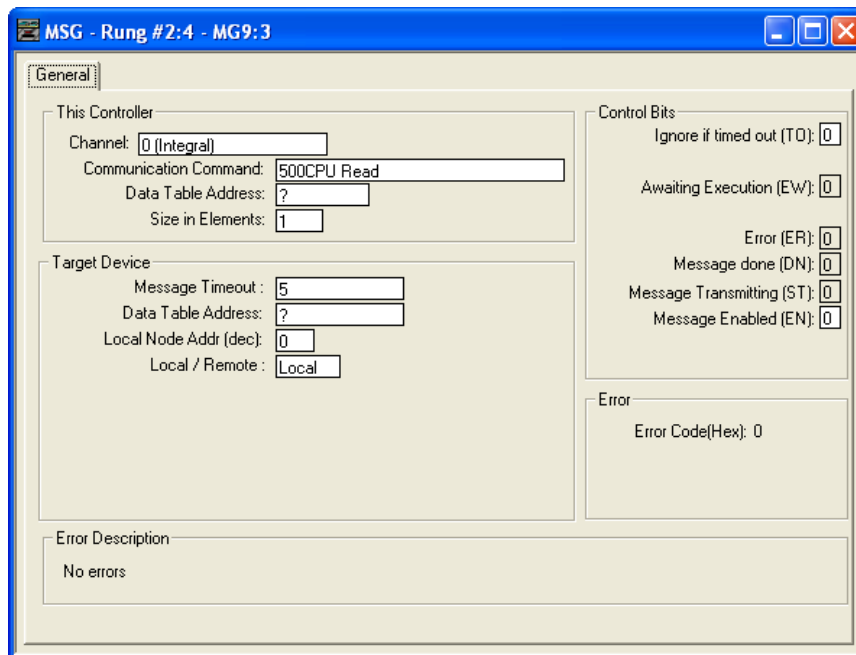 MSG - Rung #2:4 - MG9:3
General
This Controller
Channel: 0 (Integral)
Communication Command: 500CPU Read
Data Table Address: ?
Size in Elements: 1
Target Device
Message Timeout : 5
Data Table Address: ?
Local Node Addr (dec): 0
Local / Remote : Local
Control Bits
Ignore if timed out (TO): 0
Awaiting Execution (EW): 0
Error (ER): 0
Message done (DN): 0
Message Transmitting (ST): 0
Message Enabled (EN): 0
Error
Error Code(Hex): 0
Error Description
No errors